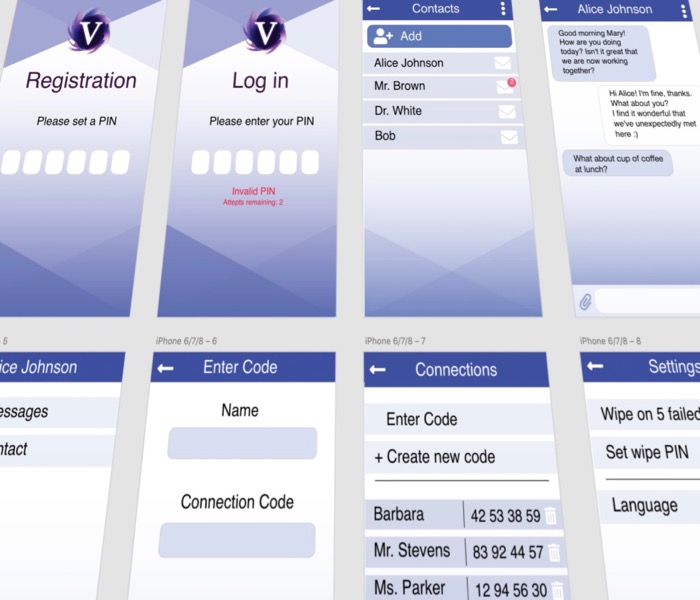 V
Registration
Please set a PIN
V
Log in
Please enter your PIN
Invalid PIN
Attepts remaining: 2
Contacts
Add
Alice Johnson
Mr. Brown
Dr. White
Bob
Alice Johnson
Good morning Mary!
How are you doing
today? Isn't it great that
we are now working
together?
Hi Alice! I'm fine, thanks.
What about you?
I find it wonderful that
we've unexpectedly met
here :)
What about cup of coffee
at lunch?
- 5
ice Johnson
essages
ntact
iPhone 6/7/8 – 6
Enter Code
Name
Connection Code
iPhone 6/7/8 – 7
Connections
Enter Code
+ Create new code
Barbara 42 53 38 59
Mr. Stevens 83 92 44 57
Ms. Parker 12 94 56 30
iPhone 6/7/8 – 8
Settings
Wipe on 5 failed
Set wipe PIN
Language